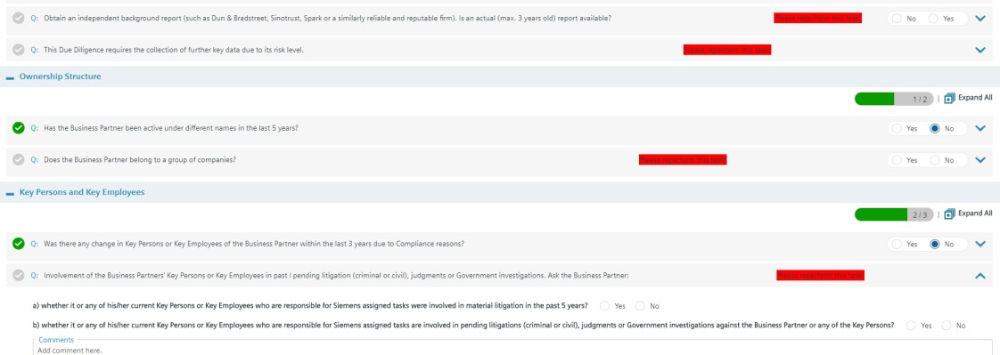 Q: Obtain an independent background report (such as Dun & Bradstreet, Sinotrust, Spark or a similarly reliable and reputable firm). Is an actual (max. 3 years old) report available? Please reperform this task! No Yes
Q: This Due Diligence requires the collection of further key data due to its risk level. Please reperform this task!
Ownership Structure
1 / 2 | Expand All
Q: Has the Business Partner been active under different names in the last 5 years? Yes No
Q: Does the Business Partner belong to a group of companies? Please reperform this task! Yes No
Key Persons and Key Employees
2 / 3 | Expand All
Q: Was there any change in Key Persons or Key Employees of the Business Partner within the last 3 years due to Compliance reasons? Yes No
Q: Involvement of the Business Partners' Key Persons or Key Employees in past / pending litigation (criminal or civil), judgments or Government investigations. Ask the Business Partner: Please reperform this task!
a) whether it or any of his/her current Key Persons or Key Employees who are responsible for Siemens assigned tasks were involved in material litigation in the past 5 years? Yes No
b) whether it or any of his/her current Key Persons or Key Employees who are responsible for Siemens assigned tasks are involved in pending litigations (criminal or civil), judgments or Government investigations against the Business Partner or any of the Key Persons? Yes No
Comments
Add comment here.